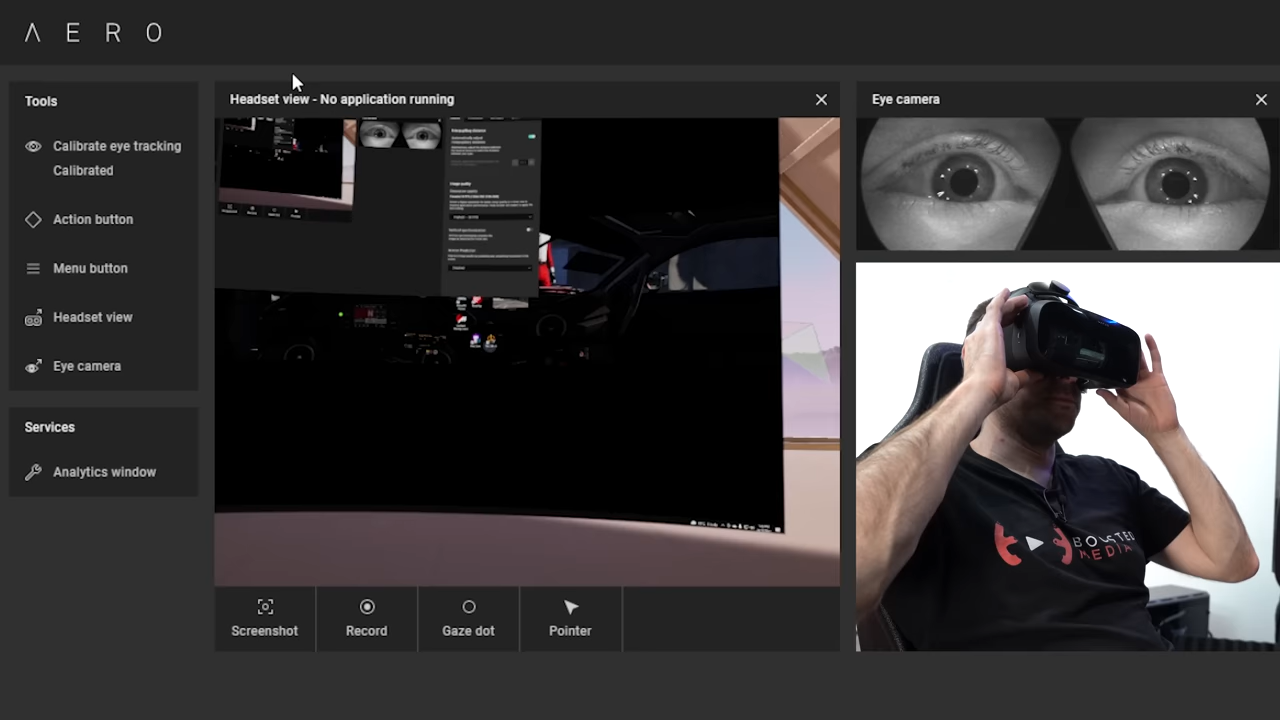 Λ E R O
Tools
Calibrate eye tracking
Calibrated
Action button
Menu button
Headset view
Eye camera
Services
Analytics window
Headset view - No application running
Screenshot
Record
Gaze dot
Pointer
Eye camera
BOOSTED
MEDIA